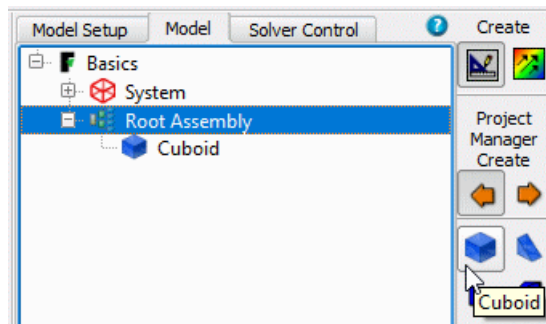 Model Setup Model Solver Control ? Create
Basics
System
Root Assembly
Cuboid
Project
Manager
Create
Cuboid